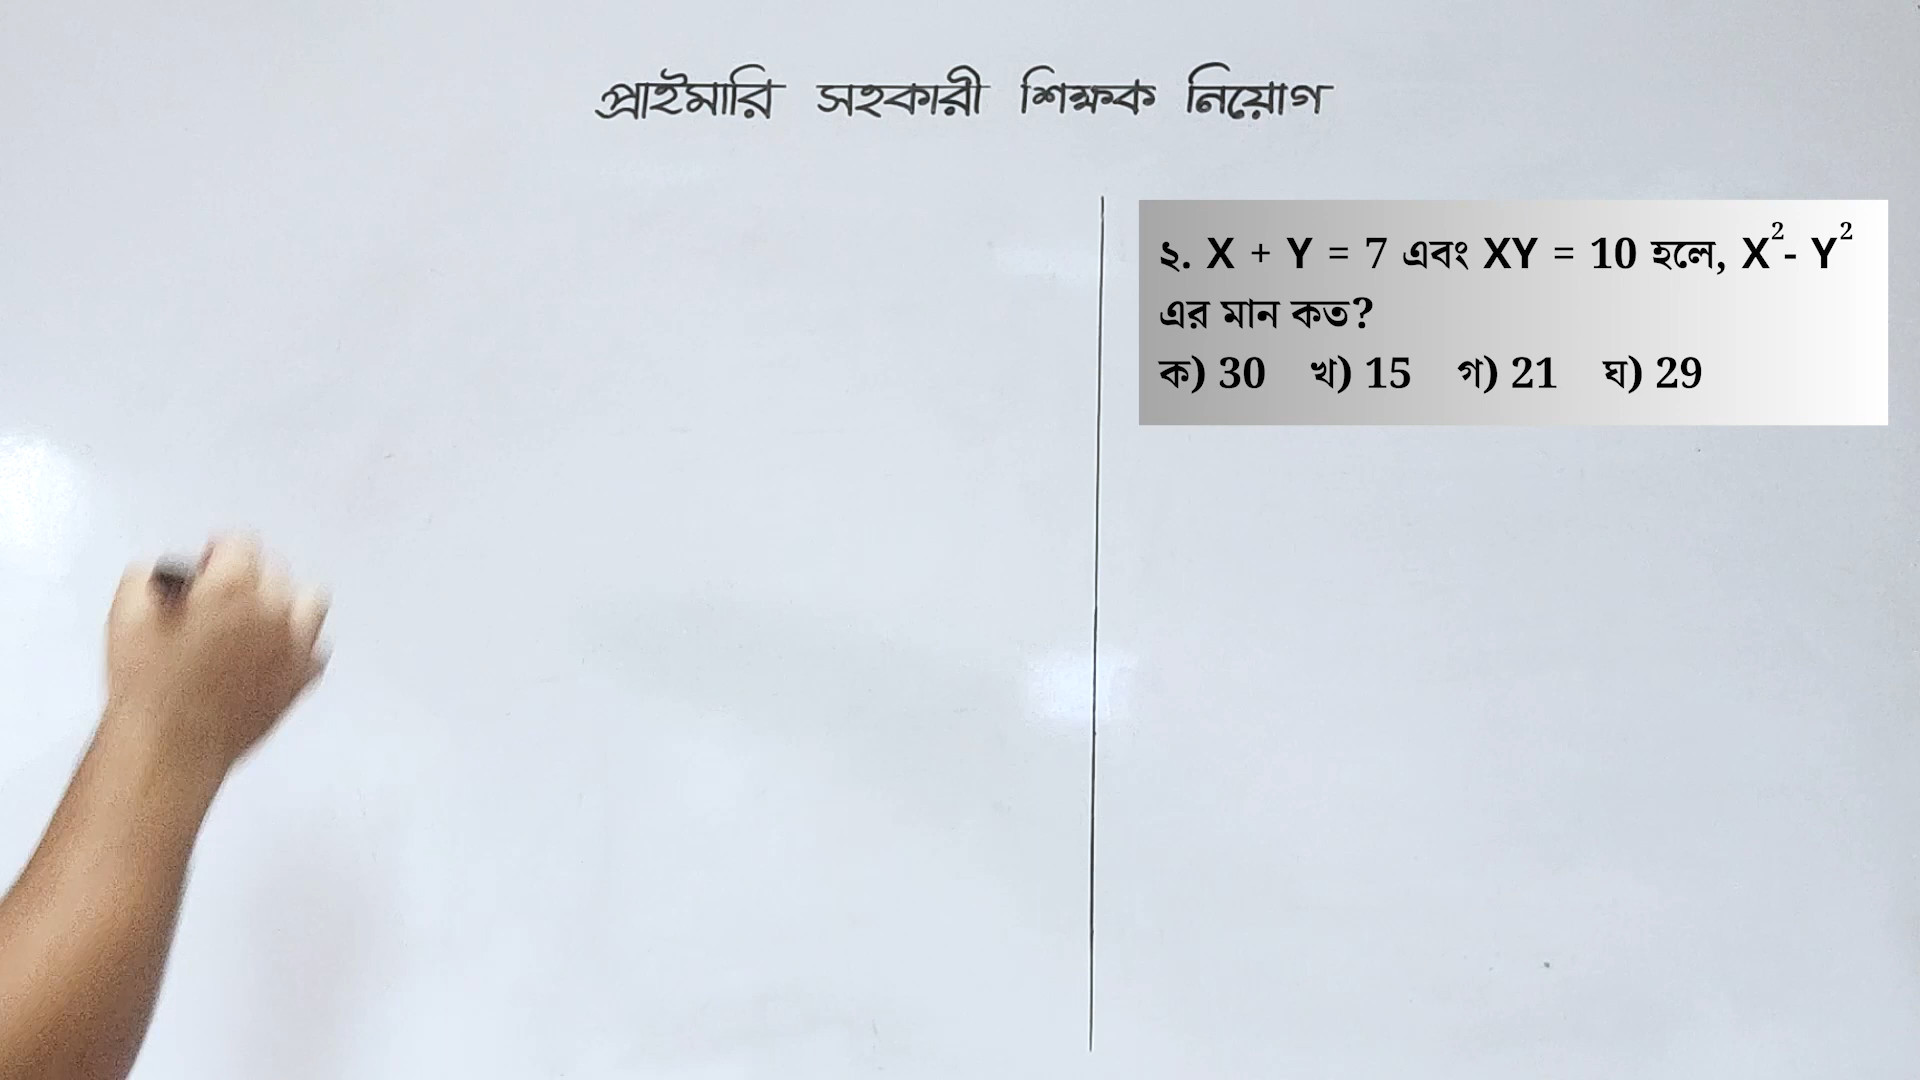 প্রাইমারি সহকারী শিক্ষক নিয়োগ
২. X + Y = 7 এবং XY = 10 হলে, X² - Y²
এর মান কত?
ক) 30 খ) 15 গ) 21 ঘ) 29